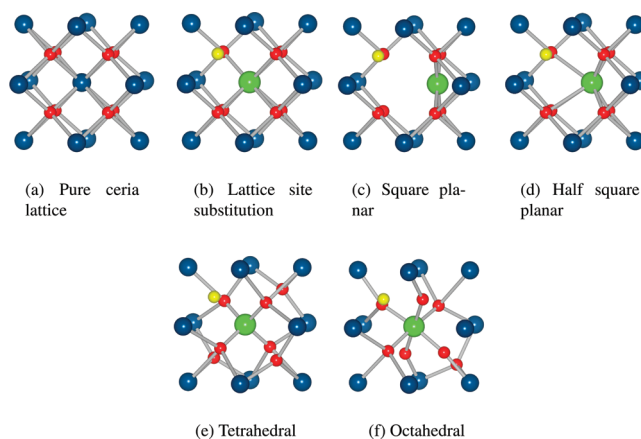 (a) Pure ceria
lattice
(b) Lattice site
substitution
(c) Square pla-
nar
(d) Half square
planar
(e) Tetrahedral
(f) Octahedral